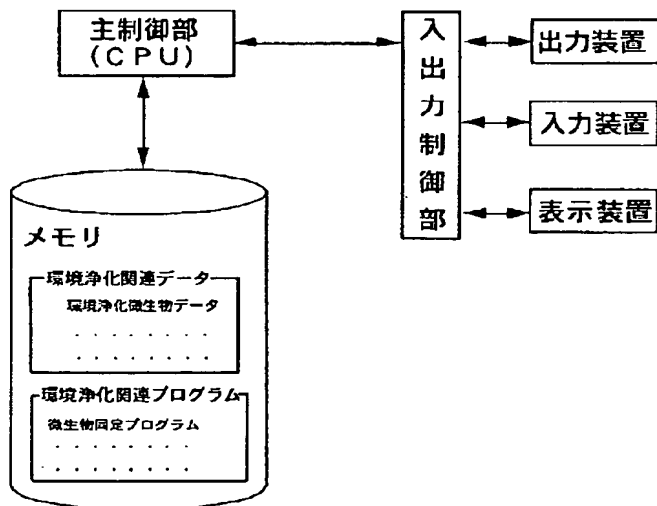 主制御部
(CPU)
入出力制御部
出力装置
入力装置
表示装置
メモリ
環境浄化関連データ
環境浄化微生物データ
. . . . . . . .
. . . . . . . .
環境浄化関連プログラム
微生物同定プログラム
. . . . . . . .
. . . . . . . .